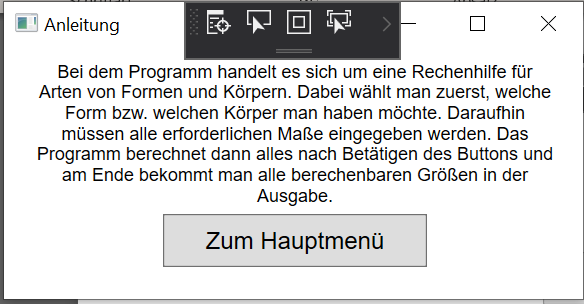 Anleitung
Bei dem Programm handelt es sich um eine Rechenhilfe für
Arten von Formen und Körpern. Dabei wählt man zuerst, welche
Form bzw. welchen Körper man haben möchte. Daraufhin
müssen alle erforderlichen Maße eingegeben werden. Das
Programm berechnet dann alles nach Betätigen des Buttons und
am Ende bekommt man alle berechenbaren Größen in der
Ausgabe.
Zum Hauptmenü